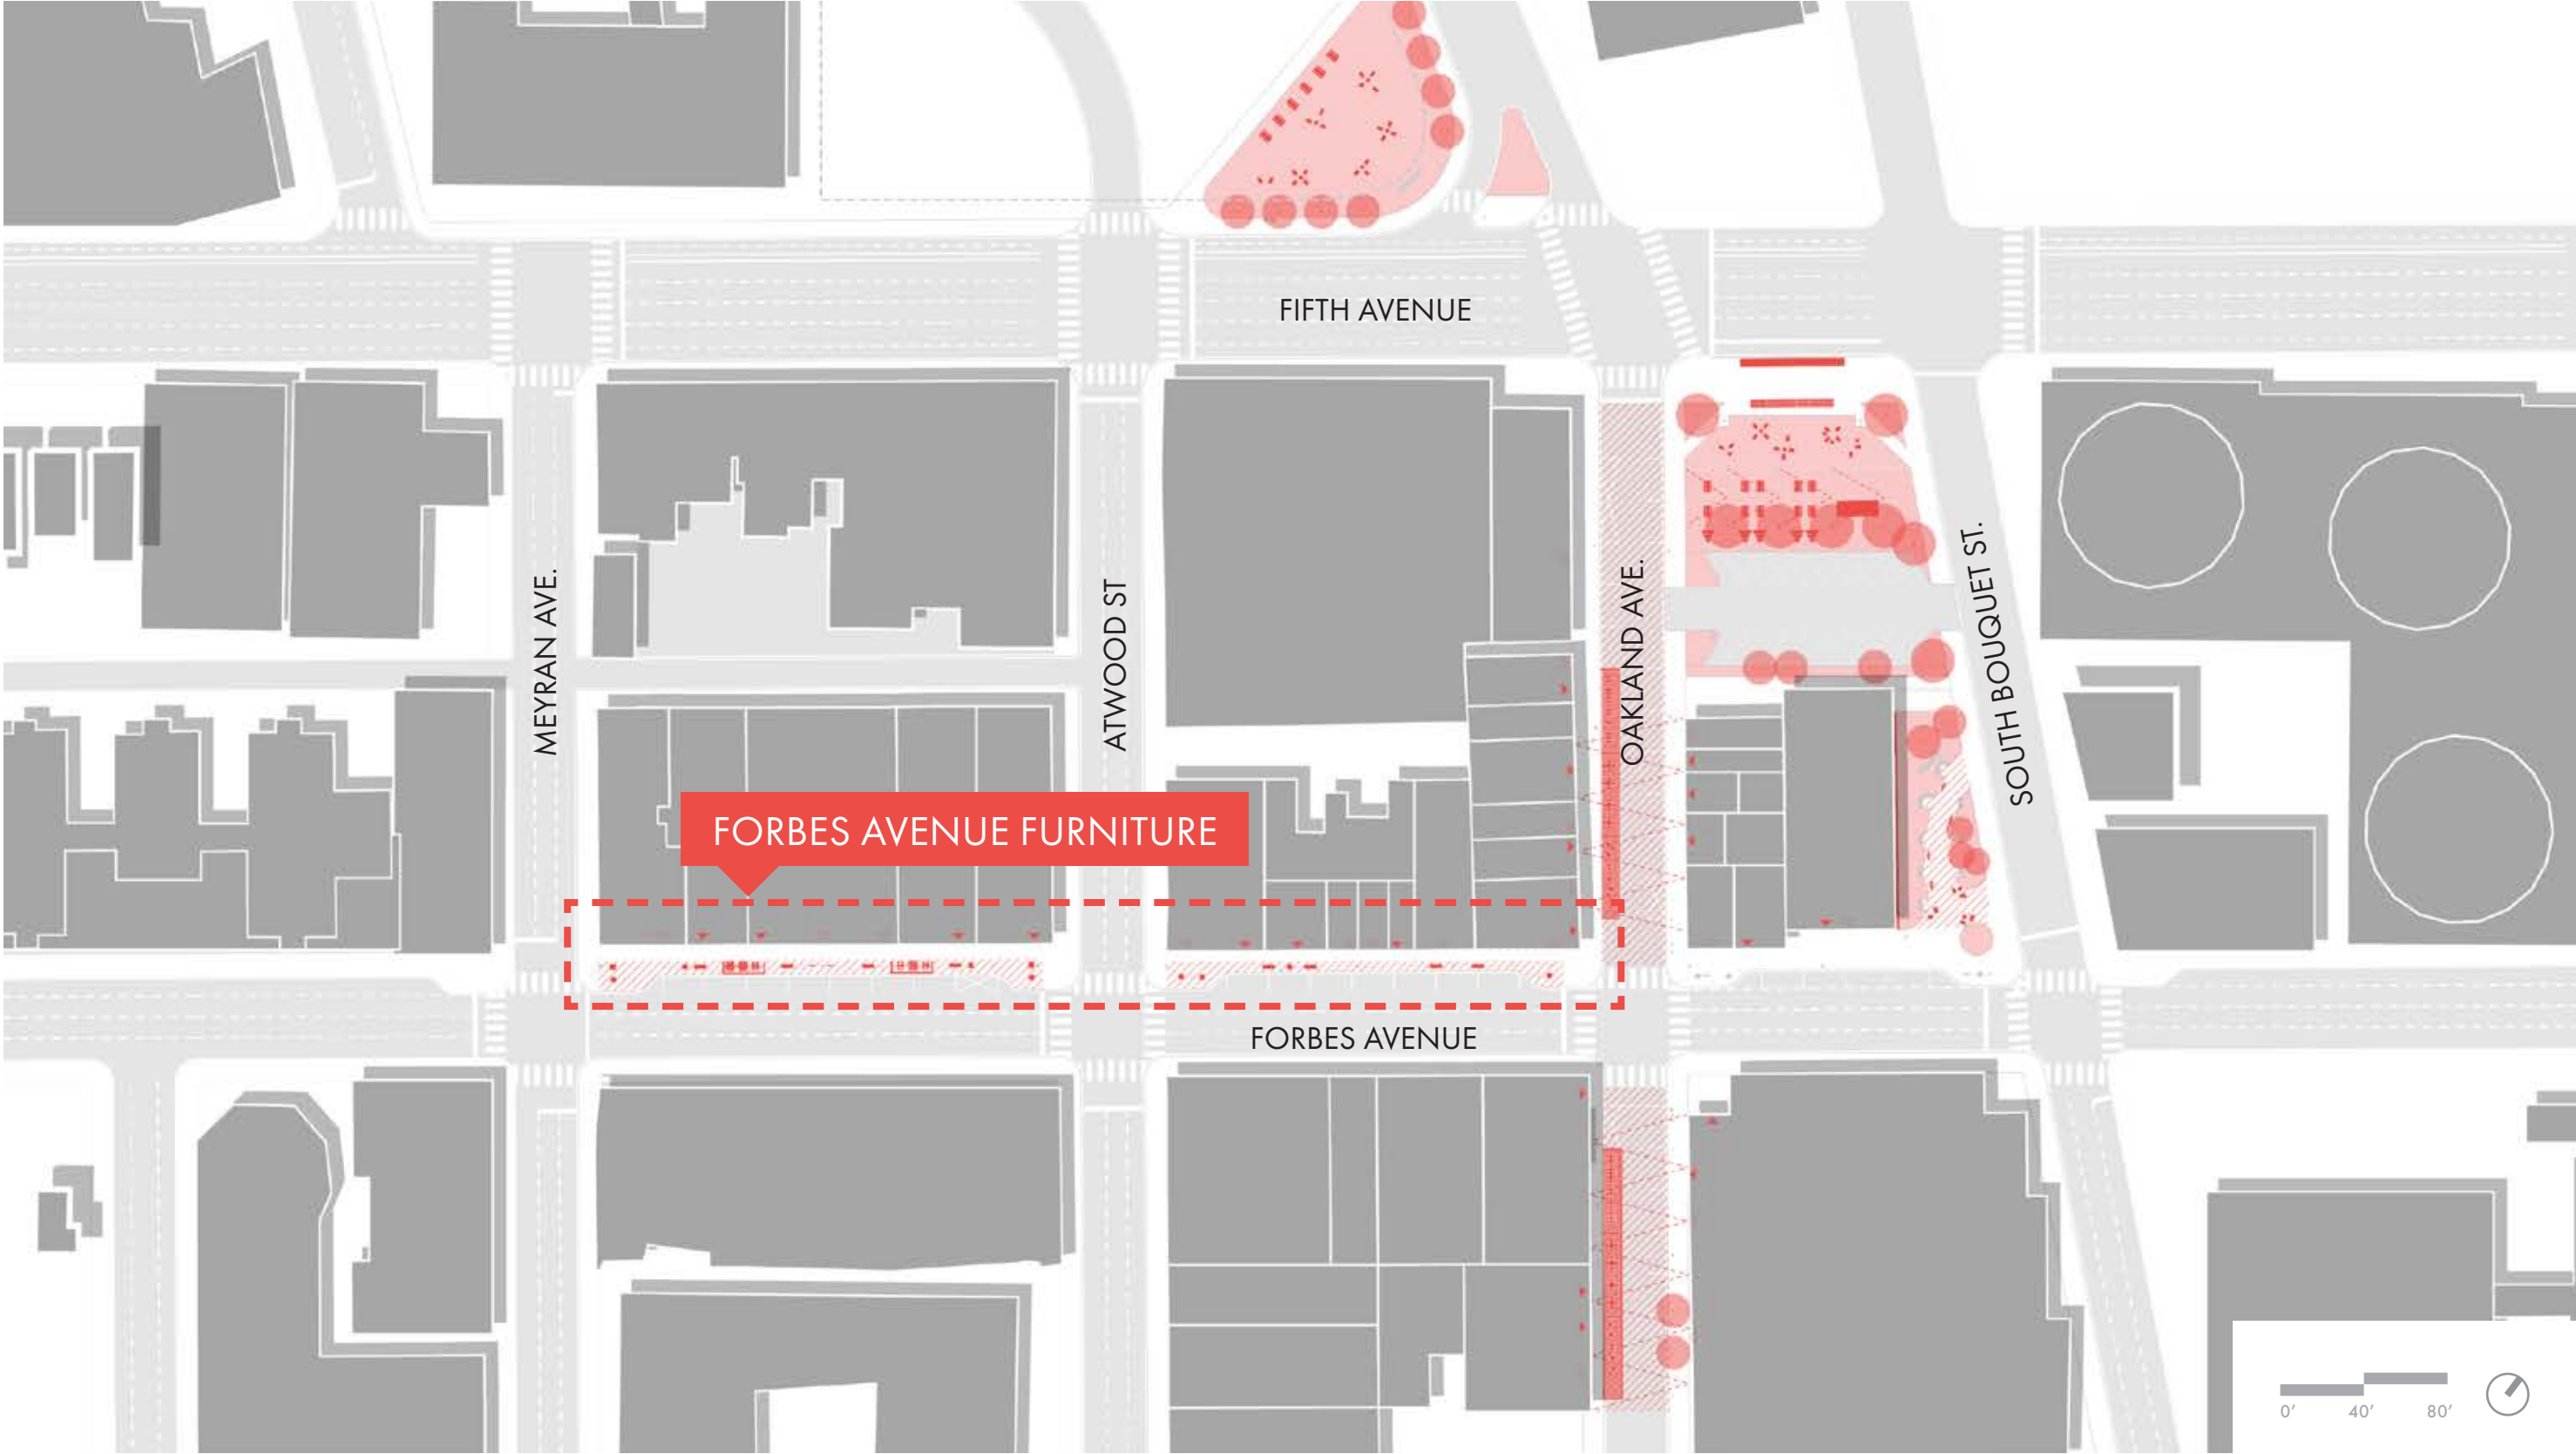 FIFTH AVENUE
MEYRAN AVE.
ATWOOD ST
OAKLAND AVE.
SOUTH BOUQUET ST.
FORBES AVENUE FURNITURE
FORBES AVENUE
0′ 40′ 80′